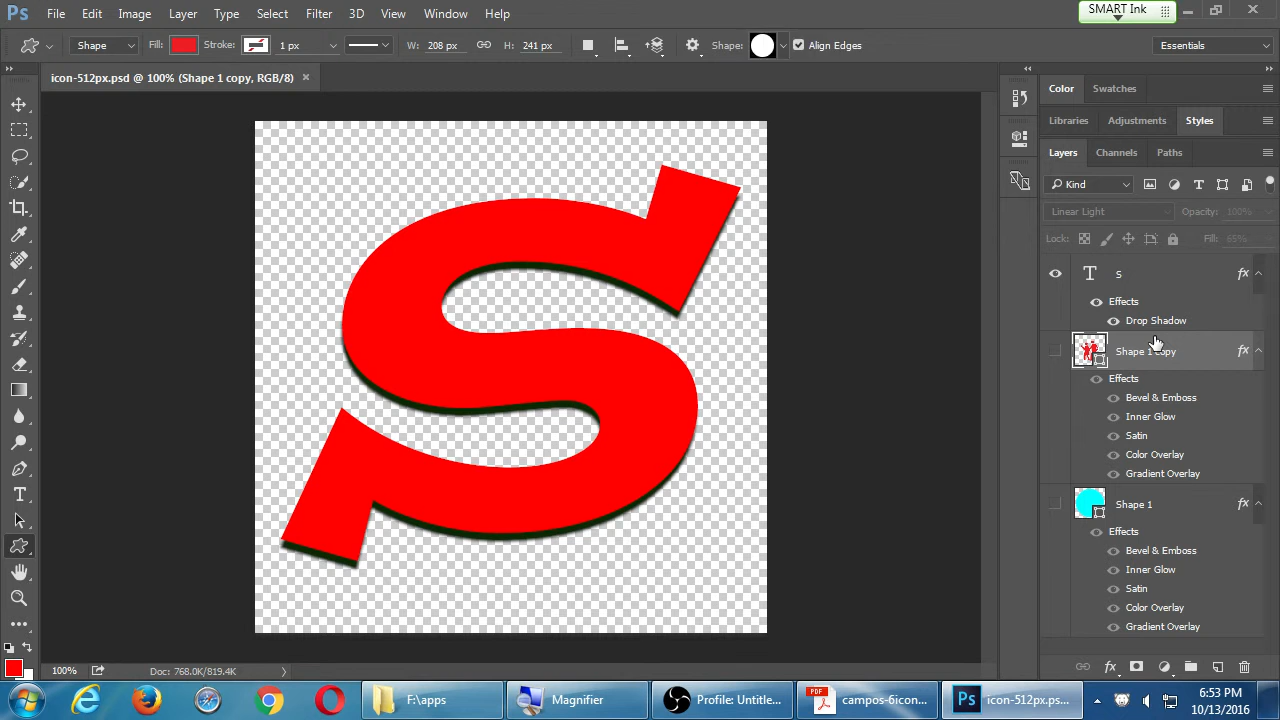 Ps File Edit Image Layer Type Select Filter 3D View Window Help
SMART Ink
Shape Fill: Stroke: 1 px W: 208 px H: 241 px Shape: Align Edges Essentials
icon-512px.psd @ 100% (Shape 1 copy, RGB/8) ×
Color Swatches
Libraries Adjustments Styles
Layers Channels Paths
Kind
Linear Light Opacity: 100%
Lock: Fill: 65%
T S fx
Effects
Drop Shadow
Shape 1 copy fx
Effects
Bevel & Emboss
Inner Glow
Satin
Color Overlay
Gradient Overlay
Shape 1 fx
Effects
Bevel & Emboss
Inner Glow
Satin
Color Overlay
Gradient Overlay
S
100% Doc: 768.0K/819.4K
fx
F:\apps
Magnifier
Profile: Untitle...
PDF campos-6icon...
Ps icon-512px.ps...
6:53 PM
10/13/2016